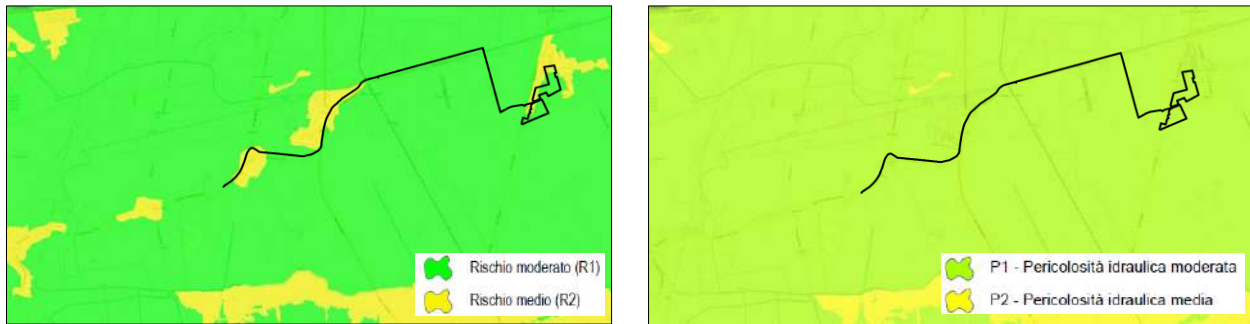 Rischio moderato (R1)
Rischio medio (R2)
P1 - Pericolosità idraulica moderata
P2 - Pericolosità idraulica media